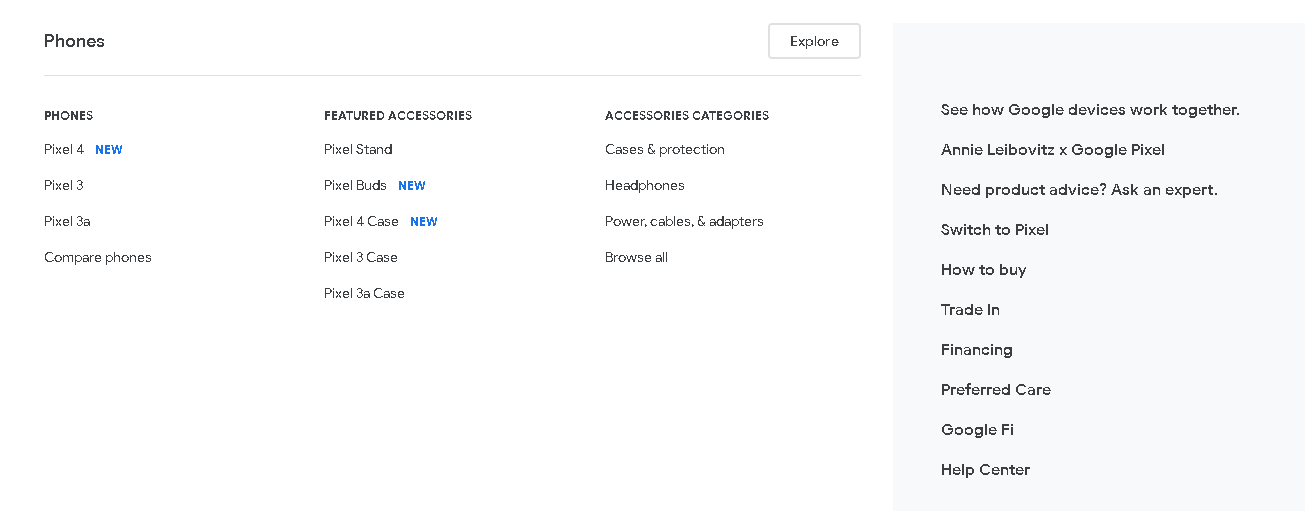 Phones
Explore
PHONES
Pixel 4 NEW
Pixel 3
Pixel 3a
Compare phones
FEATURED ACCESSORIES
Pixel Stand
Pixel Buds NEW
Pixel 4 Case NEW
Pixel 3 Case
Pixel 3a Case
ACCESSORIES CATEGORIES
Cases & protection
Headphones
Power, cables, & adapters
Browse all
See how Google devices work together.
Annie Leibovitz x Google Pixel
Need product advice? Ask an expert.
Switch to Pixel
How to buy
Trade In
Financing
Preferred Care
Google Fi
Help Center